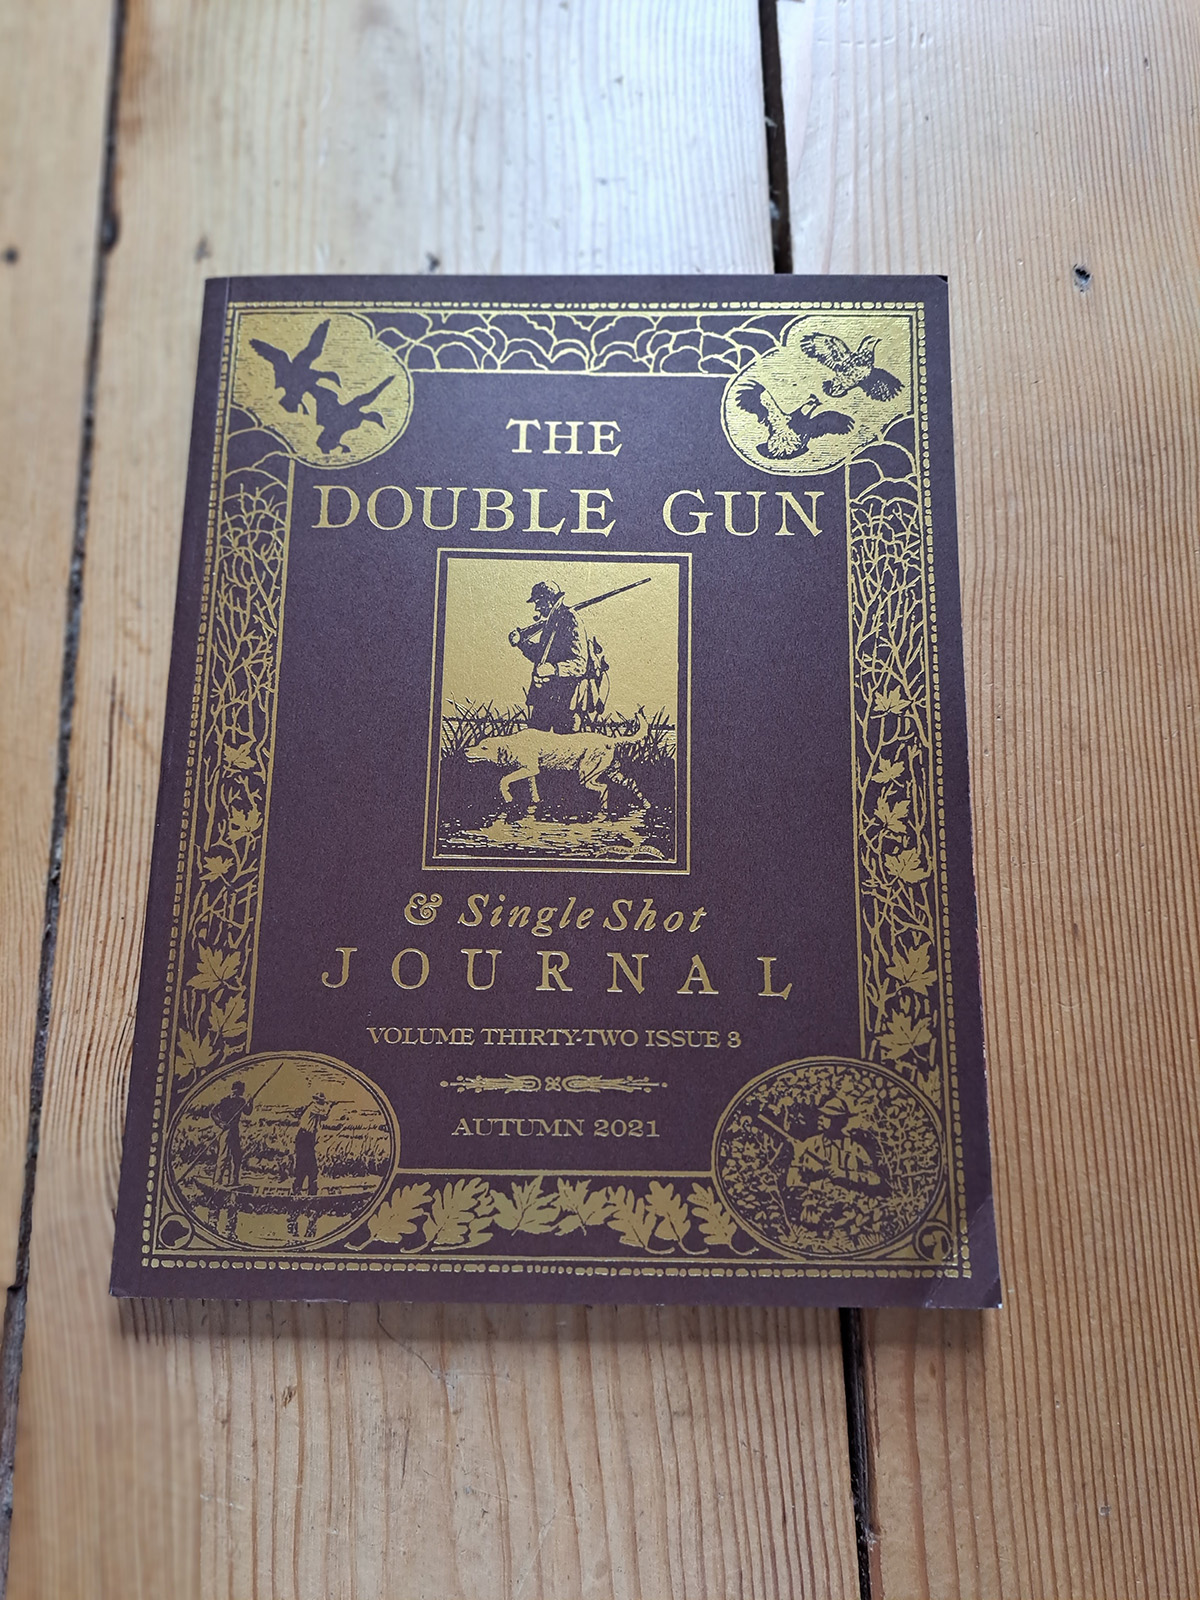 THE
DOUBLE GUN
& Single Shot
JOURNAL
VOLUME THIRTY-TWO ISSUE 3
AUTUMN 2021